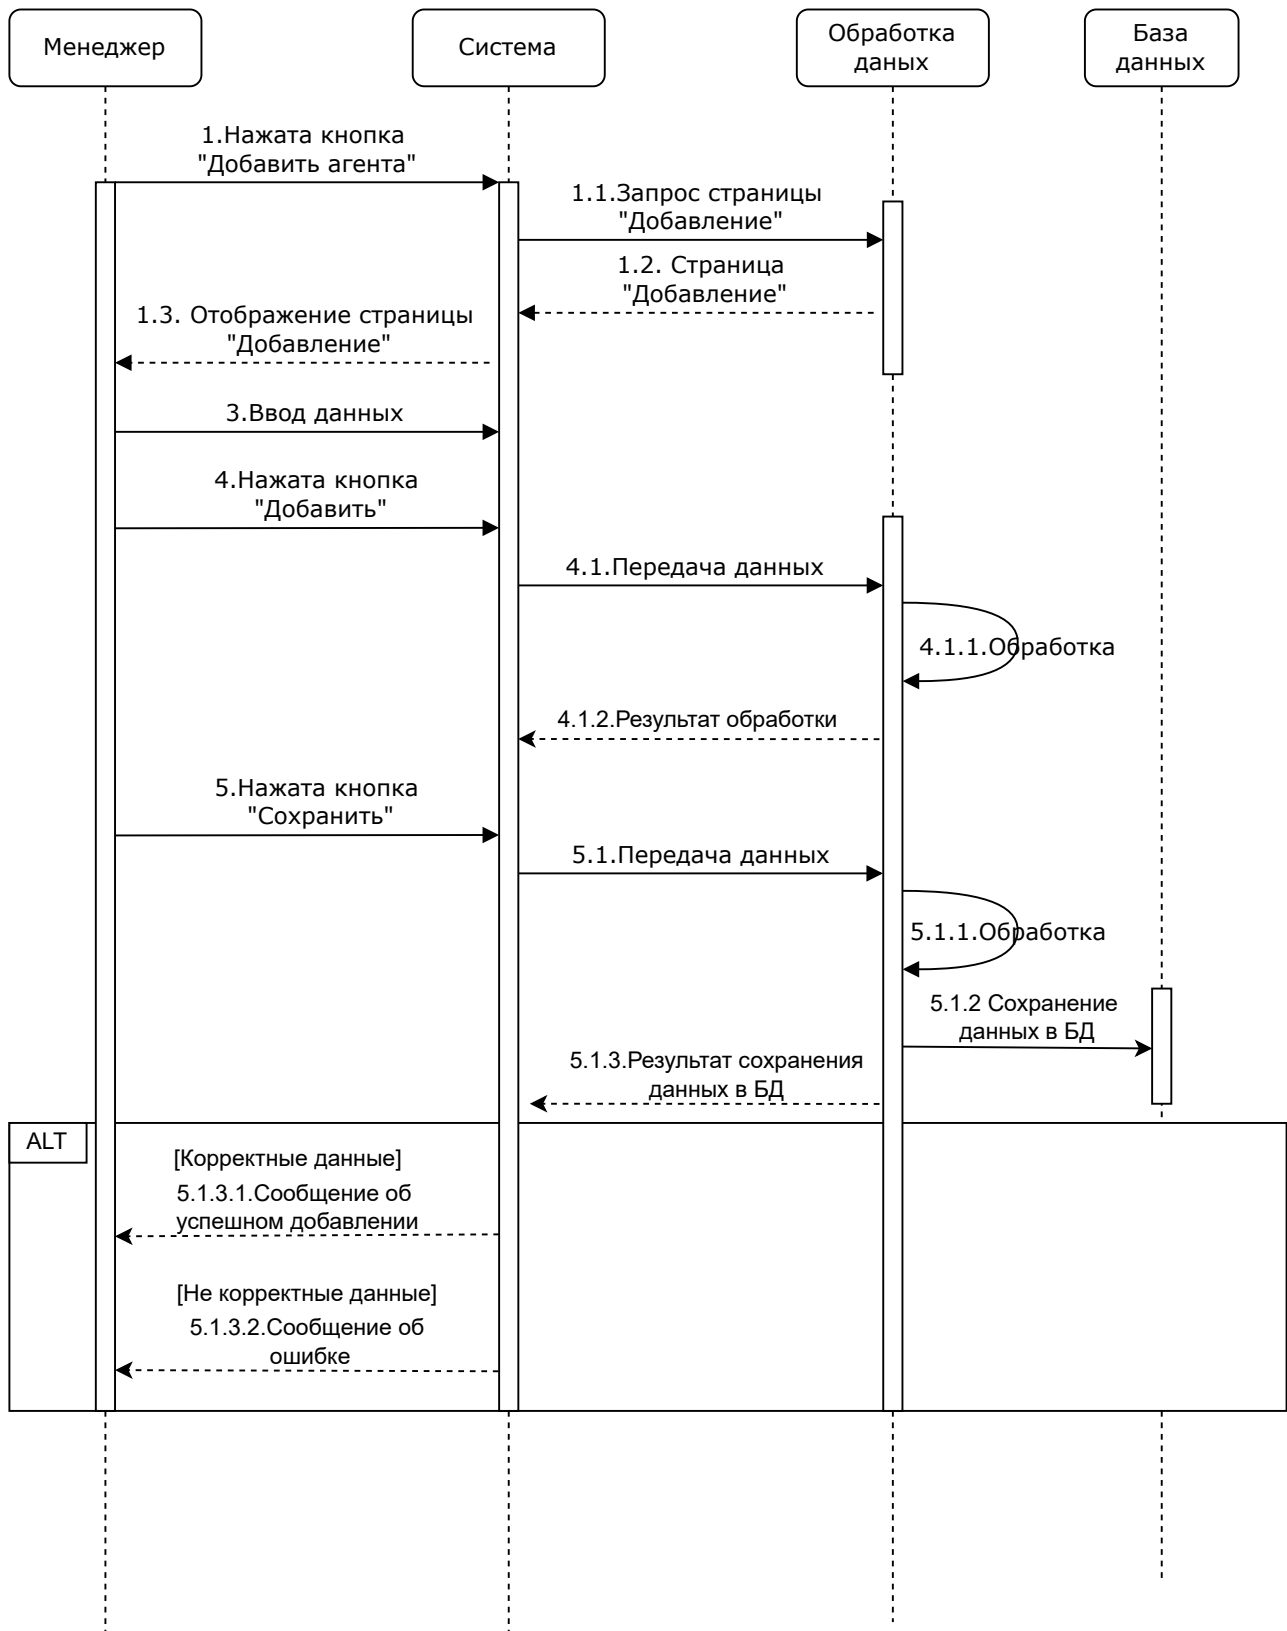 Менеджер
Система
Обработка
даных
База
данных
1.Нажата кнопка
"Добавить агента"
1.1.Запрос страницы
"Добавление"
1.2. Страница
"Добавление"
1.3. Отображение страницы
"Добавление"
3.Ввод данных
4.Нажата кнопка
"Добавить"
4.1.Передача данных
4.1.1.Обработка
4.1.2.Результат обработки
5.Нажата кнопка
"Сохранить"
5.1.Передача данных
5.1.1.Обработка
5.1.2 Сохранение
данных в БД
5.1.3.Результат сохранения
данных в БД
ALT
[Корректные данные]
5.1.3.1.Сообщение об
успешном добавлении
[Не корректные данные]
5.1.3.2.Сообщение об
ошибке